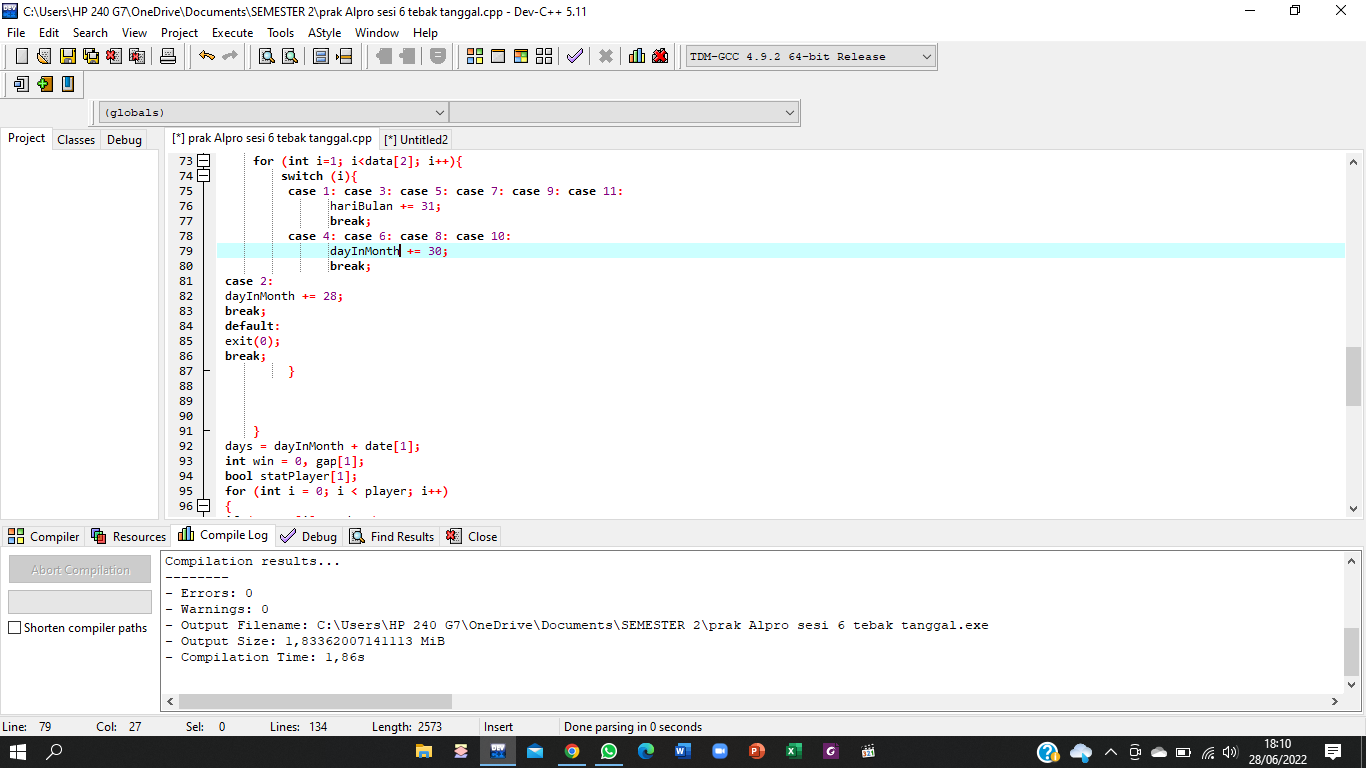 C:\Users\HP 240 G7\OneDrive\Documents\SEMESTER 2\prak Alpro sesi 6 tebak tanggal.cpp - Dev-C++ 5.11
File Edit Search View Project Execute Tools AStyle Window Help
TDM-GCC 4.9.2 64-bit Release
(globals)
Project Classes Debug
[*] prak Alpro sesi 6 tebak tanggal.cpp [*] Untitled2
73 for (int i=1; i<data[2]; i++){
74 switch (i){
75 case 1: case 3: case 5: case 7: case 9: case 11:
76 hariBulan += 31;
77 break;
78 case 4: case 6: case 8: case 10:
79 dayInMonth += 30;
80 break;
81 case 2:
82 dayInMonth += 28;
83 break;
84 default:
85 exit(0);
86 break;
87 }
88
89
90
91 }
92 days = dayInMonth + date[1];
93 int win = 0, gap[1];
94 bool statPlayer[1];
95 for (int i = 0; i < player; i++)
96 {
Compiler Resources Compile Log Debug Find Results Close
Abort Compilation
Shorten compiler paths
Compilation results...
--------
- Errors: 0
- Warnings: 0
- Output Filename: C:\Users\HP 240 G7\OneDrive\Documents\SEMESTER 2\prak Alpro sesi 6 tebak tanggal.exe
- Output Size: 1,83362007141113 MiB
- Compilation Time: 1,86s
Line: 79 Col: 27 Sel: 0 Lines: 134 Length: 2573 Insert Done parsing in 0 seconds
18:10
28/06/2022